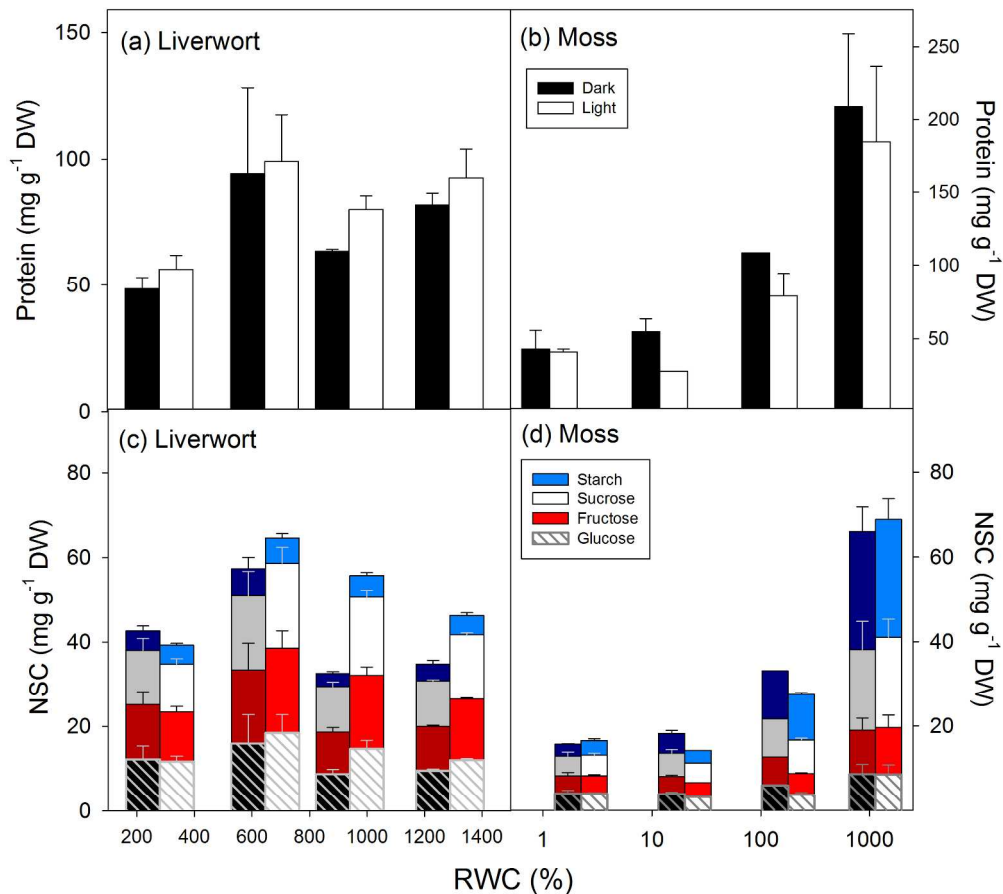 (a) Liverwort
(b) Moss
Dark
Light
150
100
50
0
Protein (mg g⁻¹ DW)
250
200
150
100
50
Protein (mg g⁻¹ DW)
(c) Liverwort
(d) Moss
Starch
Sucrose
Fructose
Glucose
80
60
40
20
0
NSC (mg g⁻¹ DW)
80
60
40
20
NSC (mg g⁻¹ DW)
200 400 600 800 1000 1200 1400
1 10 100 1000
RWC (%)